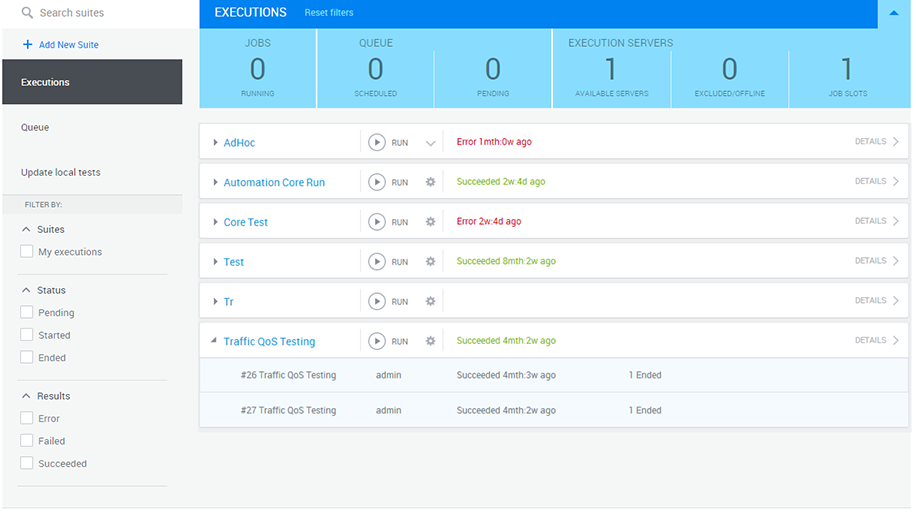 Search suites
Add New Suite
Executions
Queue
Update local tests
FILTER BY:
Suites
My executions
Status
Pending
Started
Ended
Results
Error
Failed
Succeeded
EXECUTIONS Reset filters
JOBS QUEUE EXECUTION SERVERS
0 0 0 1 0 1
RUNNING SCHEDULED PENDING AVAILABLE SERVERS EXCLUDED/OFFLINE JOB SLOTS
AdHoc RUN Error 1mth:0w ago DETAILS
Automation Core Run RUN Succeeded 2w:4d ago DETAILS
Core Test RUN Error 2w:4d ago DETAILS
Test RUN Succeeded 8mth:2w ago DETAILS
Tr RUN DETAILS
Traffic QoS Testing RUN Succeeded 4mth:2w ago DETAILS
#26 Traffic QoS Testing admin Succeeded 4mth:3w ago 1 Ended
#27 Traffic QoS Testing admin Succeeded 4mth:2w ago 1 Ended